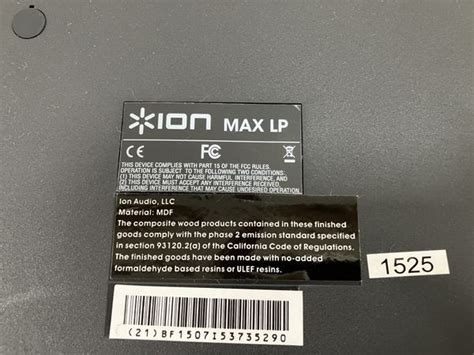 ION MAX LP
CE FC
THIS DEVICE COMPLIES WITH PART 15 OF THE FCC RULES.
OPERATION IS SUBJECT TO THE FOLLOWING TWO CONDITIONS:
(1) THIS DEVICE MAY NOT CAUSE HARMFUL INTERFERENCE, AND
(2) THIS DEVICE MUST ACCEPT ANY INTERFERENCE RECEIVED,
INCLUDING INTERFERENCE THAT MAY CAUSE UNDESIRED OPERATION.
Ion Audio, LLC
Material: MDF
The composite wood products contained in these finished
goods comply with the phase 2 emission standard specified
in section 93120.2(a) of the California Code of Regulations.
The finished goods have been made with no-added
formaldehyde based resins or ULEF resins.
1525
(21)BF1507153735290